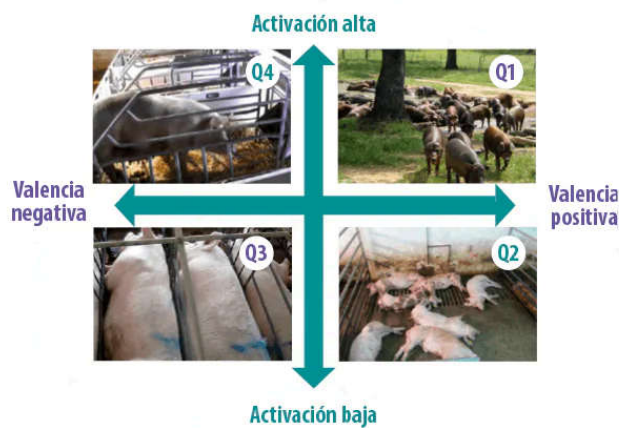 Activación alta
Q4
Q1
Valencia
negativa
Valencia
positiva
Q3
Q2
Activación baja